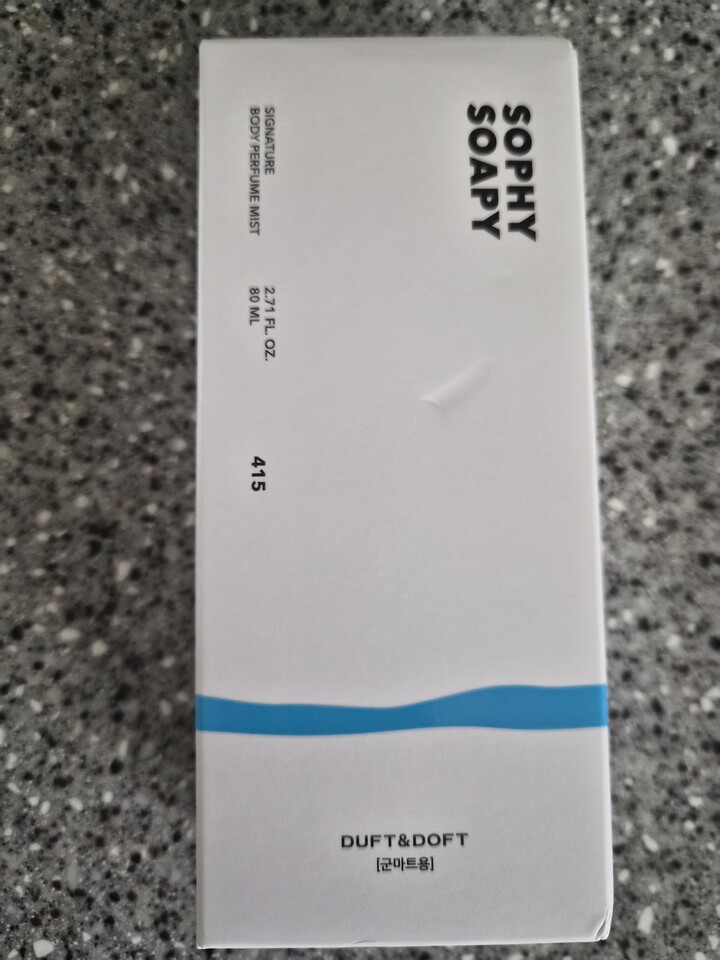 SOPHY
SOAPY
SIGNATURE
BODY PERFUME MIST
2.71 FL. OZ.
80 ML
415
DUFT&DOFT
[군마트용]